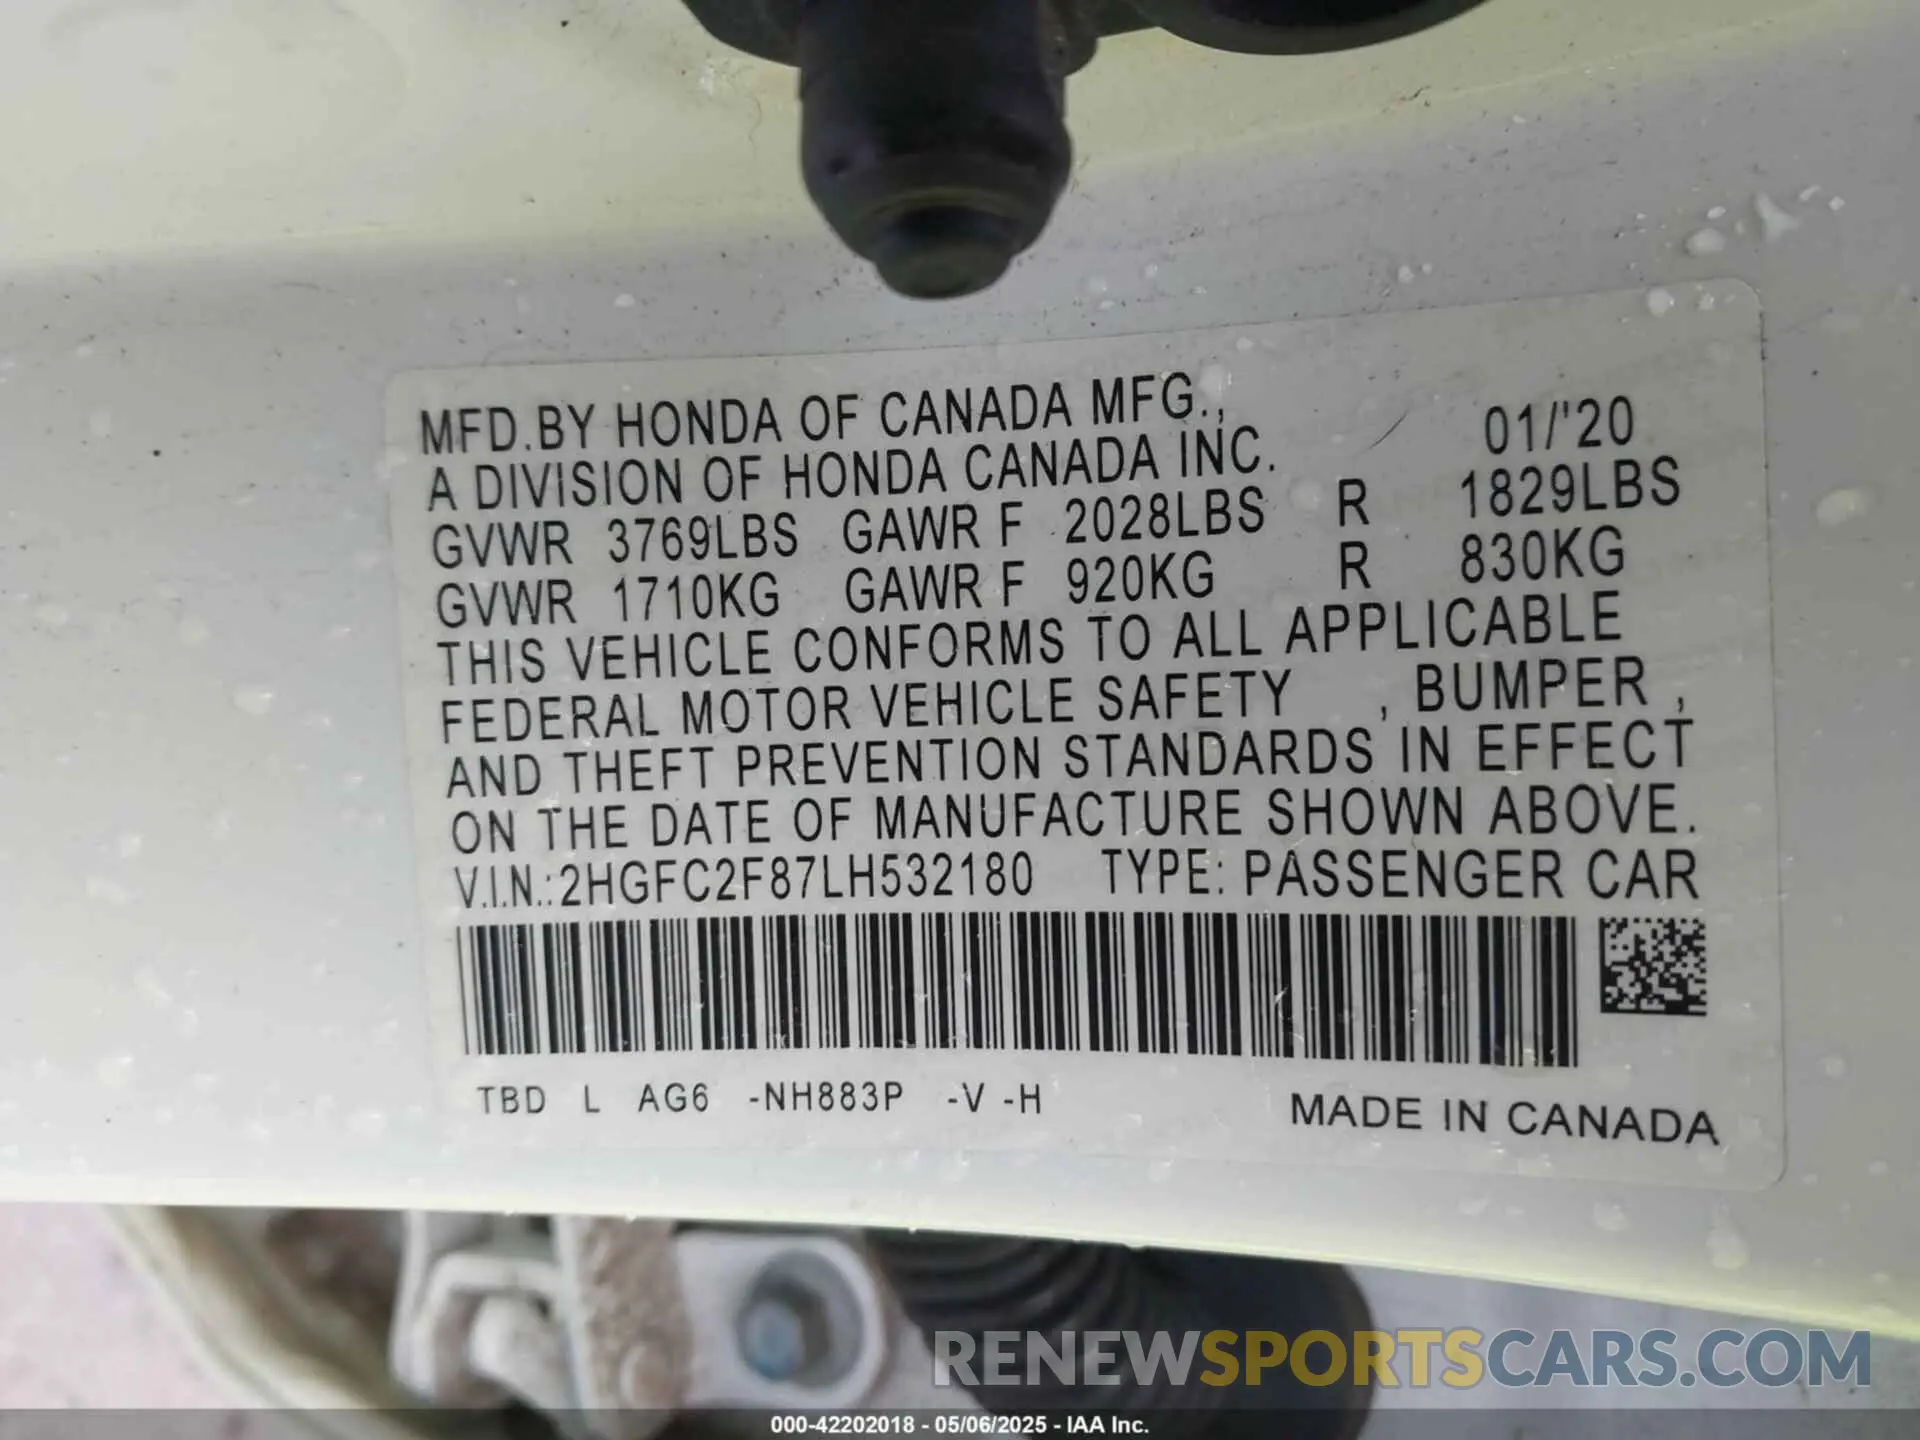 MFD.BY HONDA OF CANADA MFG., 01/'20
A DIVISION OF HONDA CANADA INC.
GVWR 3769LBS GAWR F 2028LBS R 1829LBS
GVWR 1710KG GAWR F 920KG R 830KG
THIS VEHICLE CONFORMS TO ALL APPLICABLE
FEDERAL MOTOR VEHICLE SAFETY , BUMPER ,
AND THEFT PREVENTION STANDARDS IN EFFECT
ON THE DATE OF MANUFACTURE SHOWN ABOVE.
V.I.N.: 2HGFC2F87LH532180 TYPE: PASSENGER CAR
TBD L AG6 -NH883P -V -H MADE IN CANADA
RENEWSPORTSCARS.COM
000-42202018 - 05/06/2025 - IAA Inc.